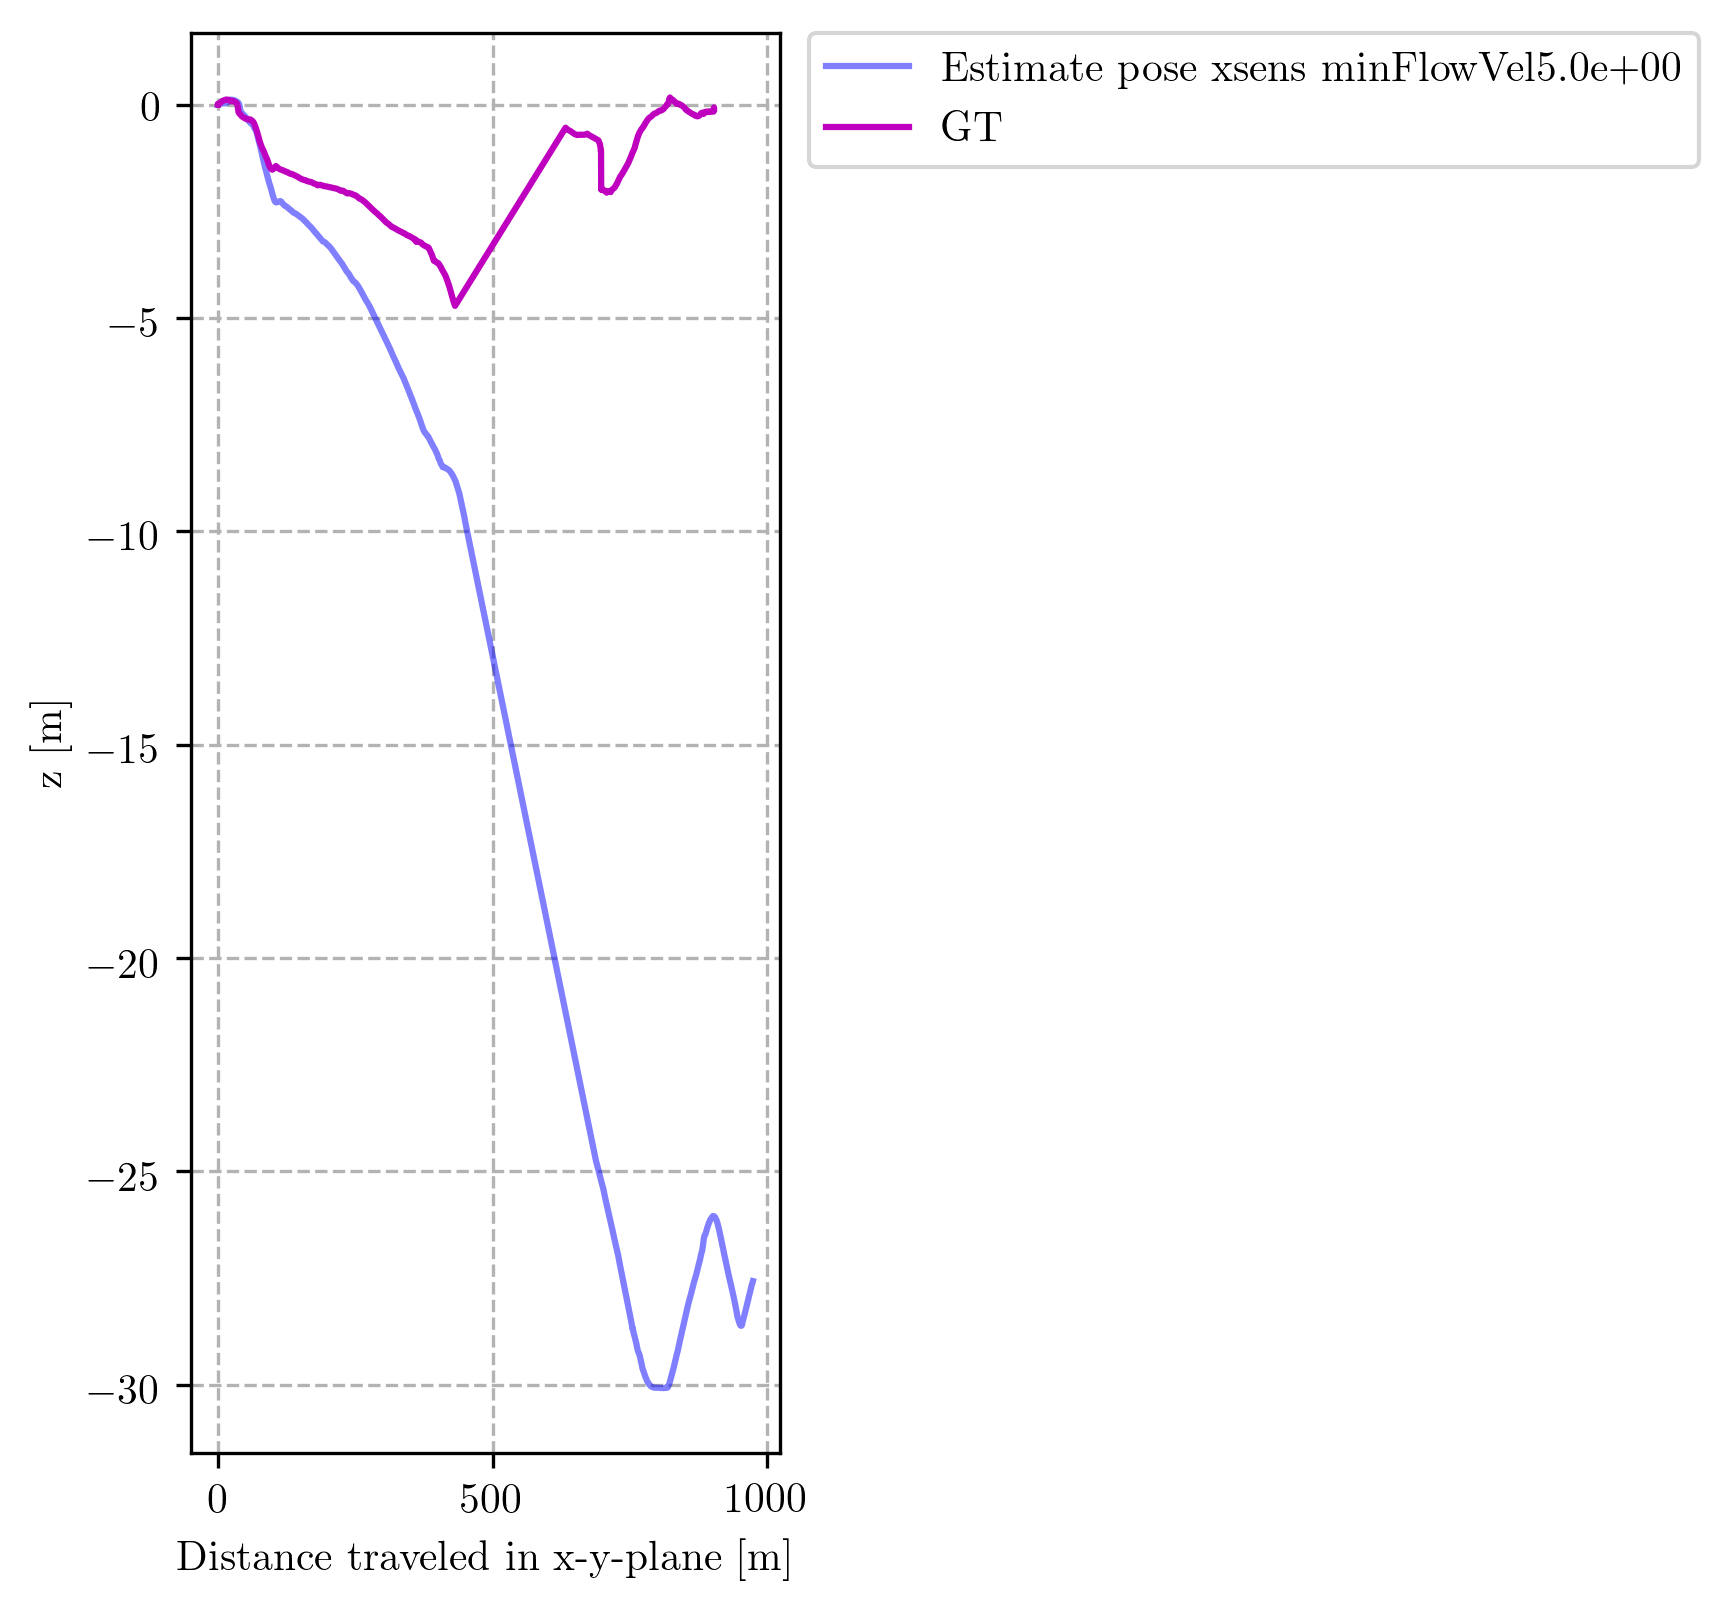 Estimate pose xsens minFlowVel5.0e+00
GT
0
−5
−10
−15
−20
−25
−30
z [m]
0 500 1000
Distance traveled in x-y-plane [m]